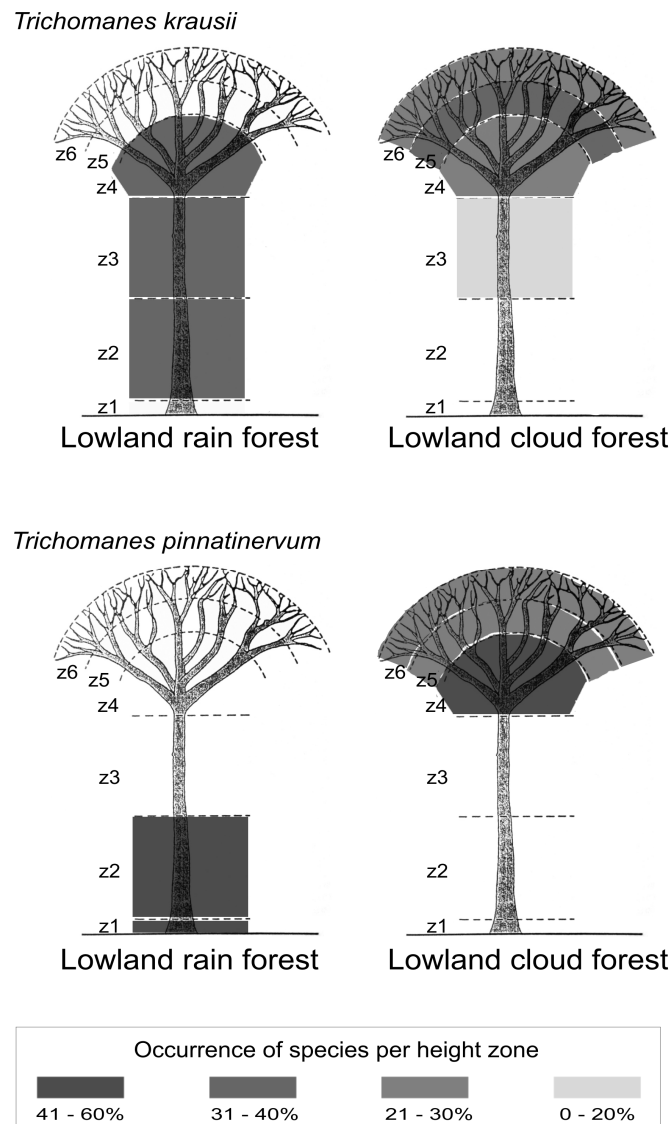 Trichomanes krausii
z6 z6
z5 z5
z4 z4
z3 z3
z2 z2
z1 z1
Lowland rain forest Lowland cloud forest
Trichomanes pinnatinervum
z6 z6
z5 z5
z4 z4
z3 z3
z2 z2
z1 z1
Lowland rain forest Lowland cloud forest
Occurrence of species per height zone
41 - 60% 31 - 40% 21 - 30% 0 - 20%